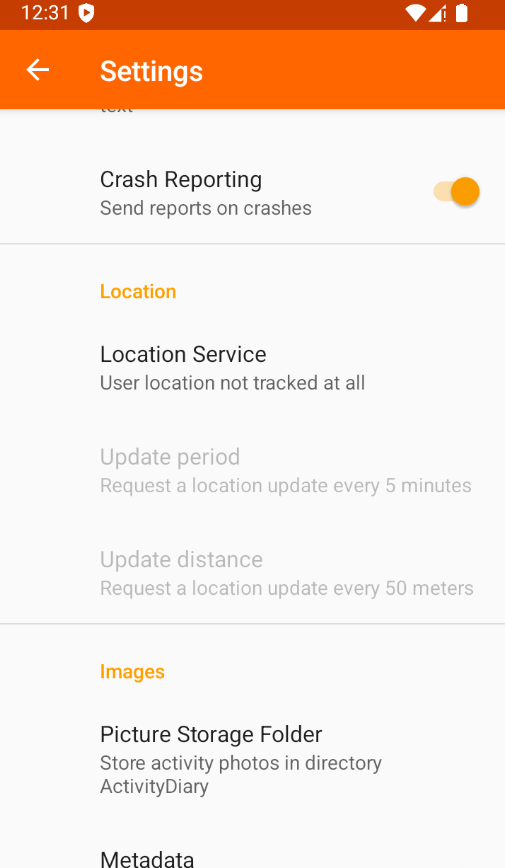 12:31
Settings
text
Crash Reporting
Send reports on crashes
Location
Location Service
User location not tracked at all
Update period
Request a location update every 5 minutes
Update distance
Request a location update every 50 meters
Images
Picture Storage Folder
Store activity photos in directory
ActivityDiary
Metadata